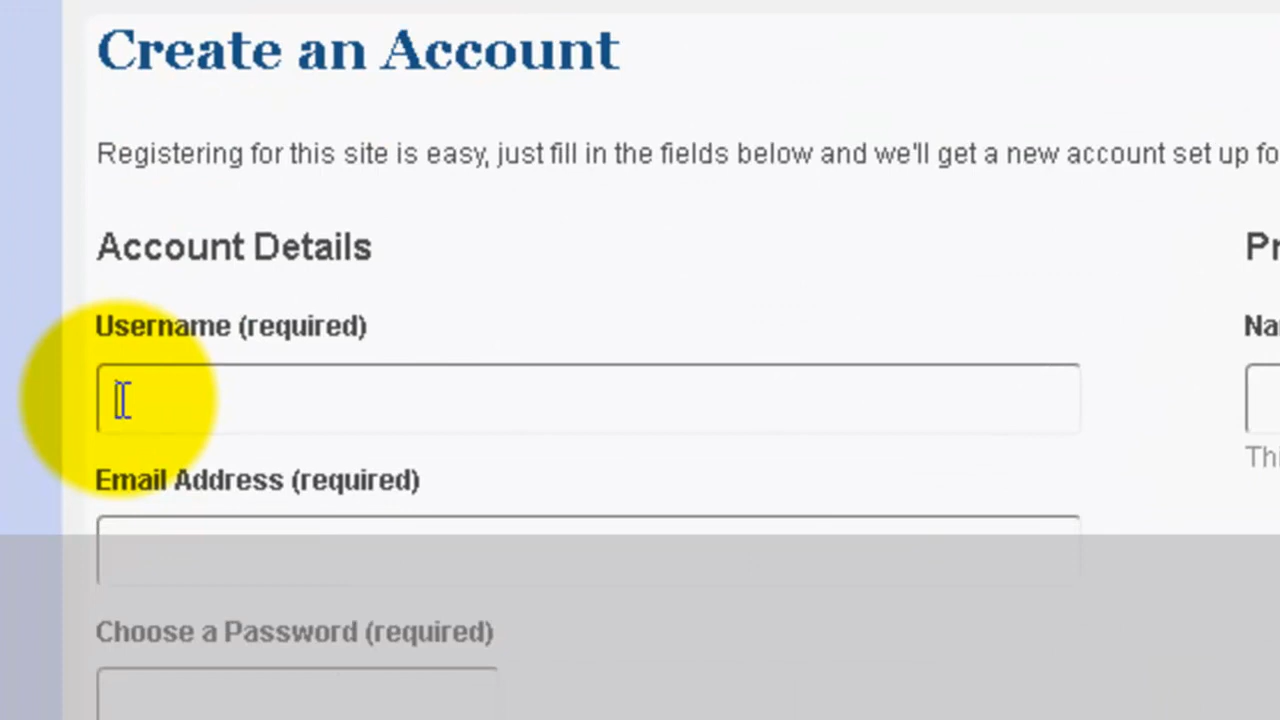 Create an Account
Registering for this site is easy, just fill in the fields below and we'll get a new account set up
Account Details
Username (required)
Email Address (required)
Choose a Password (required)